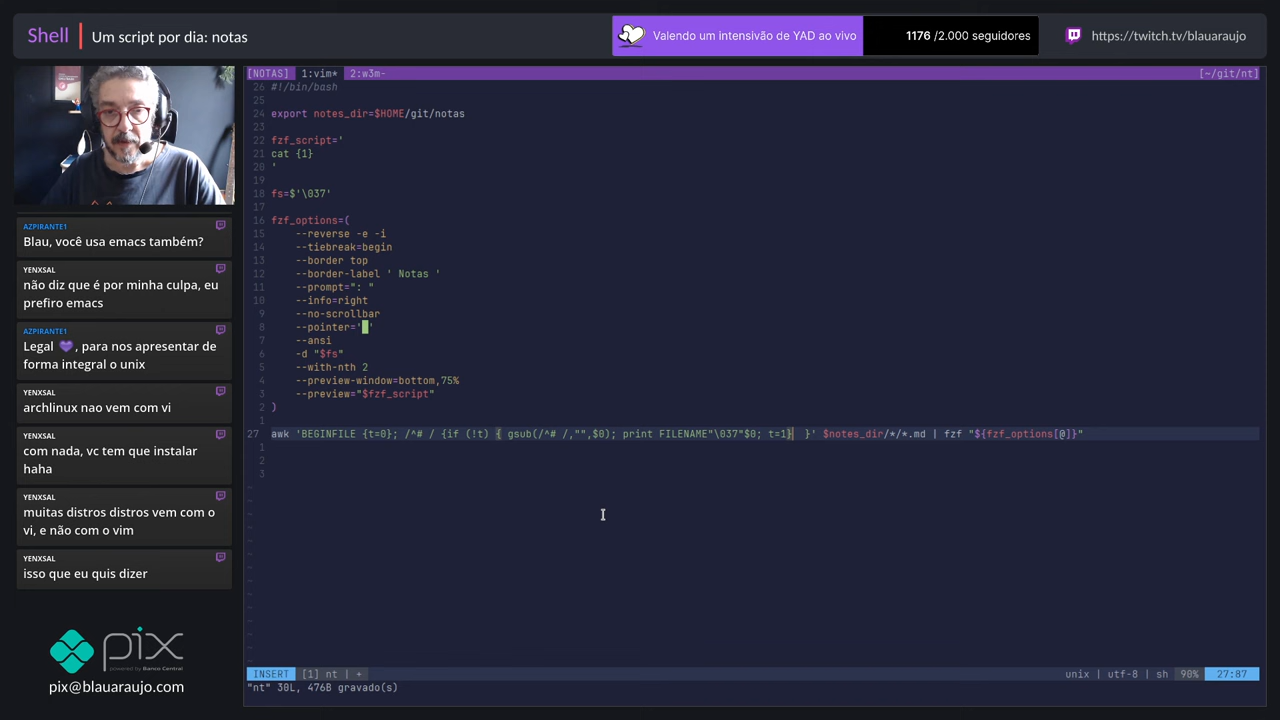 Shell
Um script por dia: notas
Valendo um intensivão de YAD ao vivo
1176 /2.000 seguidores
https://twitch.tv/blauaraujo
AZPIRANTE1
Blau, você usa emacs também?
YENXSAL
não diz que é por minha culpa, eu
prefiro emacs
AZPIRANTE1
Legal 💜, para nos apresentar de
forma integral o unix
YENXSAL
archlinux nao vem com vi
YENXSAL
com nada, vc tem que instalar
haha
YENXSAL
muitas distros distros vem com o
vi, e não com o vim
YENXSAL
isso que eu quis dizer
pix
powered by Banco Central
pix@blauaraujo.com
[NOTAS] 1:vim* 2:w3m- [~/git/nt]
26 #!/bin/bash
25
24 export notes_dir=$HOME/git/notas
23
22 fzf_script='
21 cat {1}
20 '
19
18 fs=$'\037'
17
16 fzf_options=(
15 --reverse -e -i
14 --tiebreak=begin
13 --border top
12 --border-label ' Notas '
11 --prompt=": "
10 --info=right
9 --no-scrollbar
8 --pointer=' '
7 --ansi
6 -d "$fs"
5 --with-nth 2
4 --preview-window=bottom,75%
3 --preview="$fzf_script"
2 )
1
27 awk 'BEGINFILE {t=0}; /^# / {if (!t) { gsub(/^# /,"",$0); print FILENAME"\037"$0; t=1}  }' $notes_dir/*/*.md | fzf "${fzf_options[@]}"
1
2
3
INSERT [1] nt | + unix | utf-8 | sh 90% 27:87
"nt" 30L, 476B gravado(s)